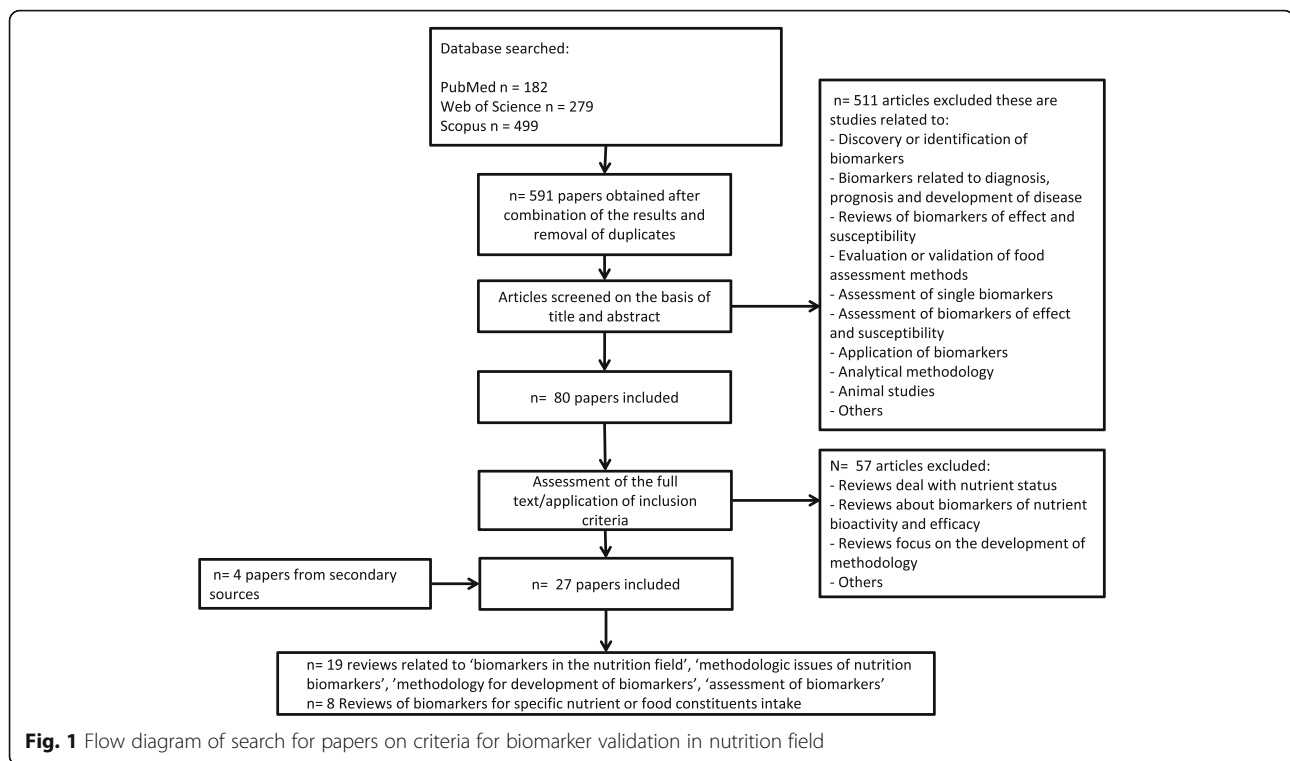 Database searched:
PubMed n = 182
Web of Science n = 279
Scopus n = 499
n= 591 papers obtained after
combination of the results and
removal of duplicates
Articles screened on the basis of
title and abstract
n= 511 articles excluded these are
studies related to:
- Discovery or identification of
biomarkers
- Biomarkers related to diagnosis,
prognosis and development of disease
- Reviews of biomarkers of effect and
susceptibility
- Evaluation or validation of food
assessment methods
- Assessment of single biomarkers
- Assessment of biomarkers of effect
and susceptibility
- Application of biomarkers
- Analytical methodology
- Animal studies
- Others
n= 80 papers included
Assessment of the full
text/application of inclusion
criteria
N= 57 articles excluded:
- Reviews deal with nutrient status
- Reviews about biomarkers of nutrient
bioactivity and efficacy
- Reviews focus on the development of
methodology
- Others
n= 4 papers from secondary
sources
n= 27 papers included
n= 19 reviews related to ‘biomarkers in the nutrition field’, ‘methodologic issues of nutrition
biomarkers’, ’methodology for development of biomarkers’, ‘assessment of biomarkers’
n= 8 Reviews of biomarkers for specific nutrient or food constituents intake
Fig. 1 Flow diagram of search for papers on criteria for biomarker validation in nutrition field